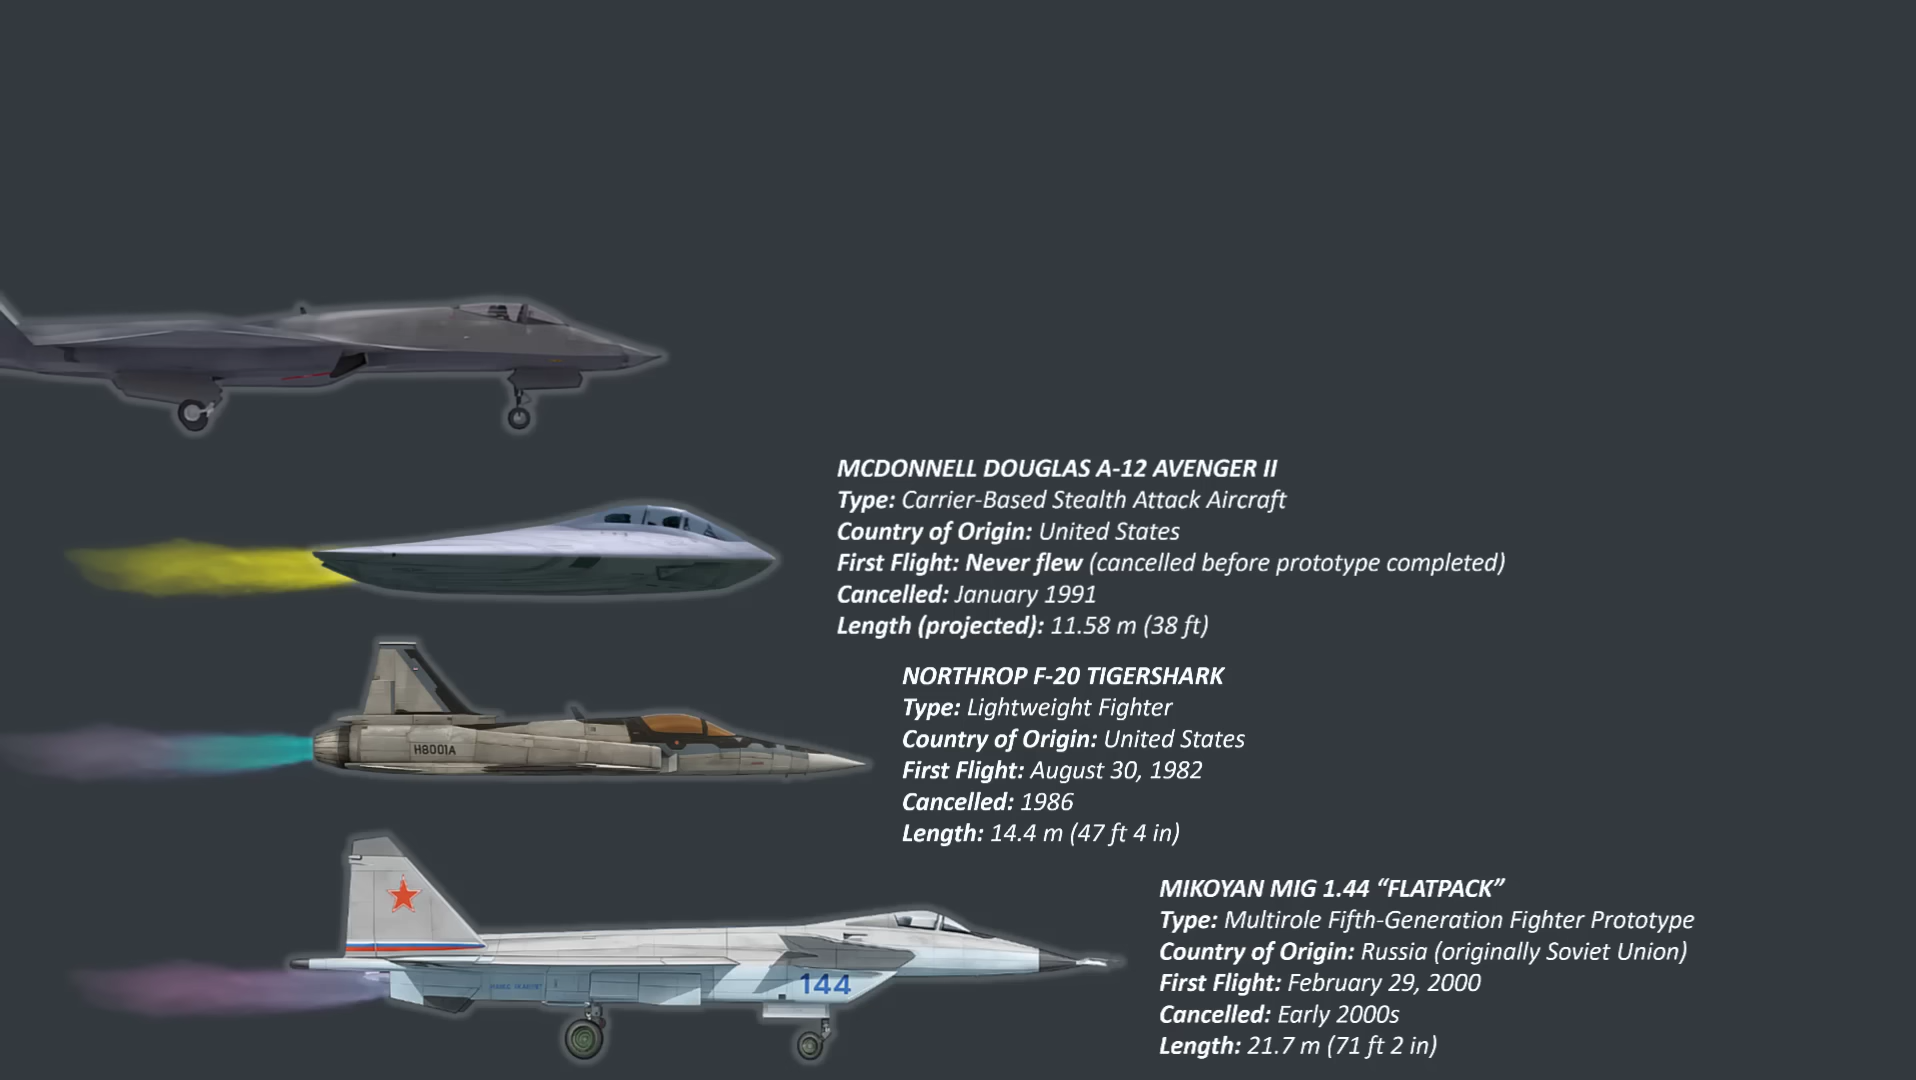 MCDONNELL DOUGLAS A-12 AVENGER II
Type: Carrier-Based Stealth Attack Aircraft
Country of Origin: United States
First Flight: Never flew (cancelled before prototype completed)
Cancelled: January 1991
Length (projected): 11.58 m (38 ft)
NORTHROP F-20 TIGERSHARK
Type: Lightweight Fighter
Country of Origin: United States
First Flight: August 30, 1982
Cancelled: 1986
Length: 14.4 m (47 ft 4 in)
H8001A
MIKOYAN MIG 1.44 “FLATPACK”
Type: Multirole Fifth-Generation Fighter Prototype
Country of Origin: Russia (originally Soviet Union)
First Flight: February 29, 2000
Cancelled: Early 2000s
Length: 21.7 m (71 ft 2 in)
144